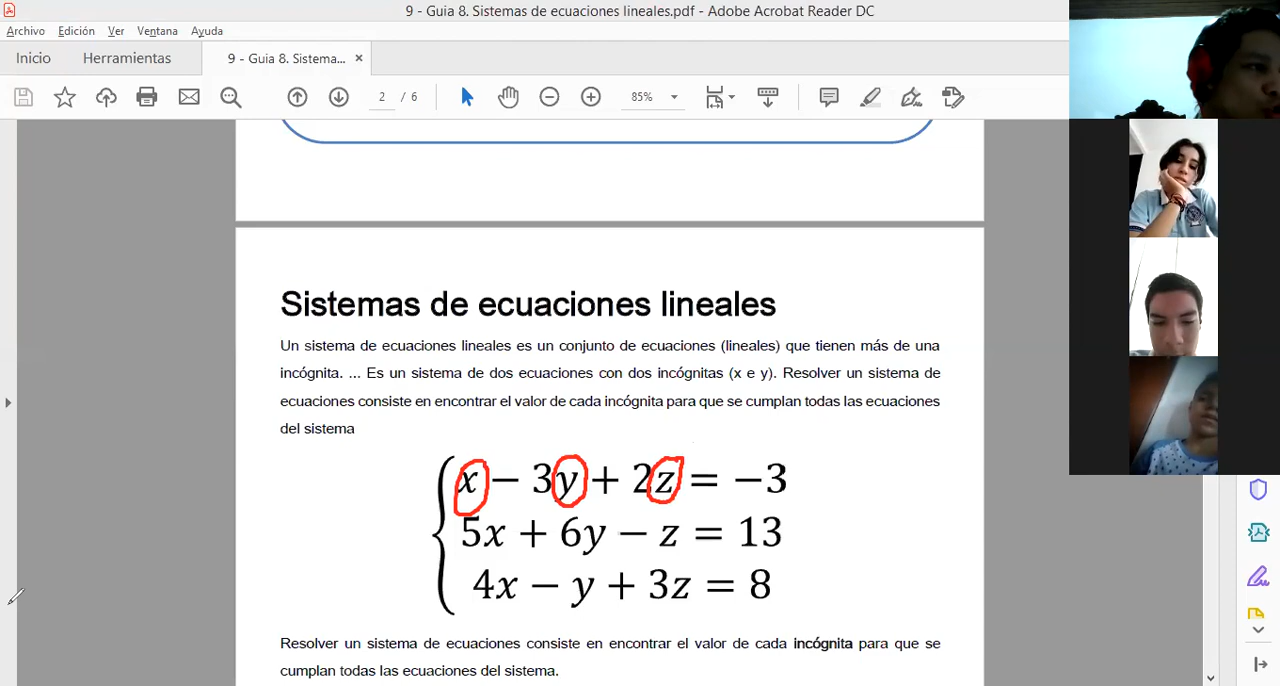 9 - Guia 8. Sistemas de ecuaciones lineales.pdf - Adobe Acrobat Reader DC
Archivo Edición Ver Ventana Ayuda
Inicio Herramientas 9 - Guia 8. Sistema... ×
2 / 6 85%
Sistemas de ecuaciones lineales
Un sistema de ecuaciones lineales es un conjunto de ecuaciones (lineales) que tienen más de una
incógnita. ... Es un sistema de dos ecuaciones con dos incógnitas (x e y). Resolver un sistema de
ecuaciones consiste en encontrar el valor de cada incógnita para que se cumplan todas las ecuaciones
del sistema
x − 3y + 2z = −3
5x + 6y − z = 13
4x − y + 3z = 8
Resolver un sistema de ecuaciones consiste en encontrar el valor de cada incógnita para que se
cumplan todas las ecuaciones del sistema.